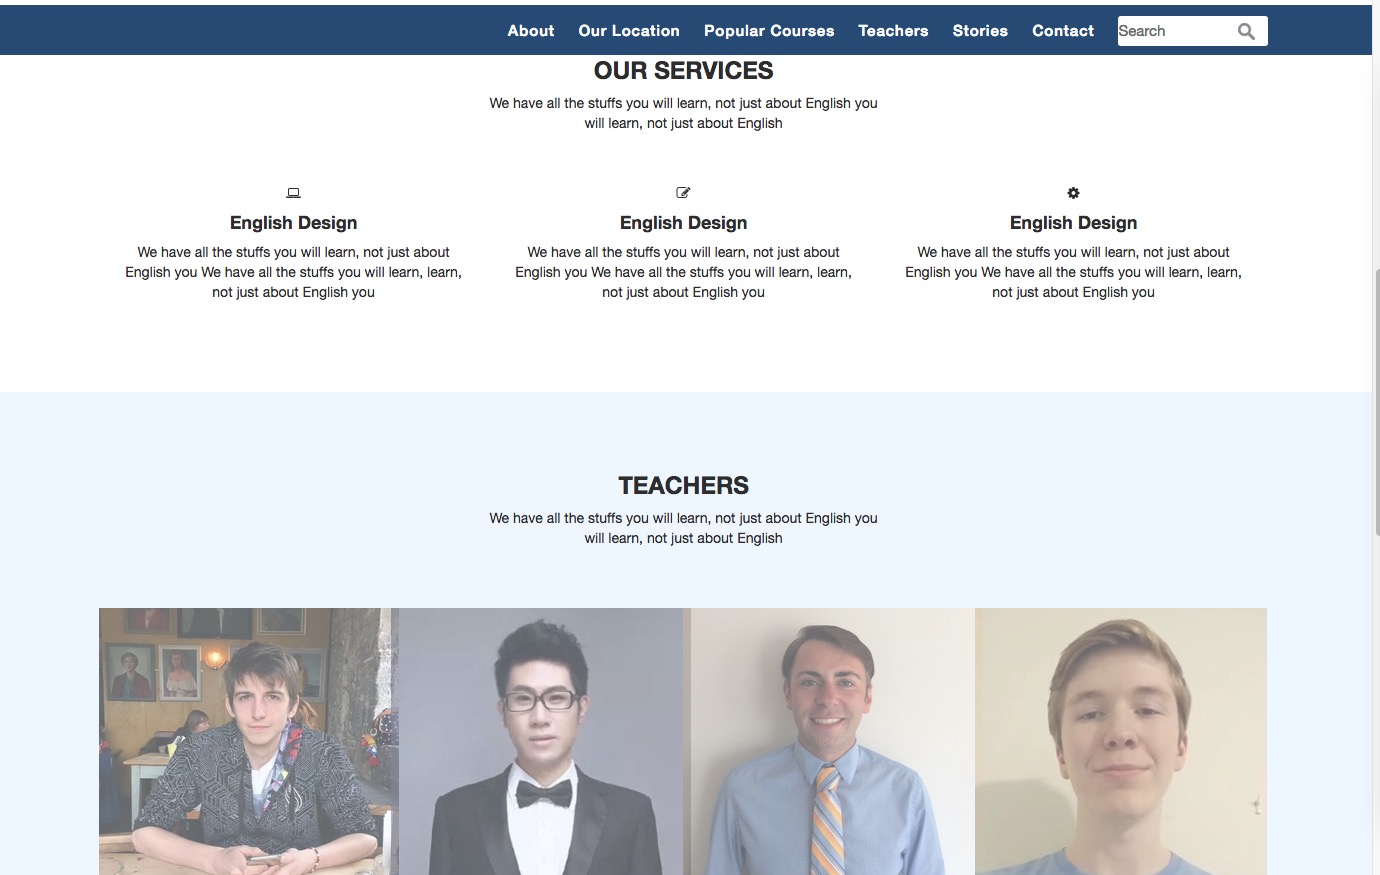 About Our Location Popular Courses Teachers Stories Contact Search
OUR SERVICES
We have all the stuffs you will learn, not just about English you
will learn, not just about English
English Design
We have all the stuffs you will learn, not just about
English you We have all the stuffs you will learn, learn,
not just about English you
English Design
We have all the stuffs you will learn, not just about
English you We have all the stuffs you will learn, learn,
not just about English you
English Design
We have all the stuffs you will learn, not just about
English you We have all the stuffs you will learn, learn,
not just about English you
TEACHERS
We have all the stuffs you will learn, not just about English you
will learn, not just about English